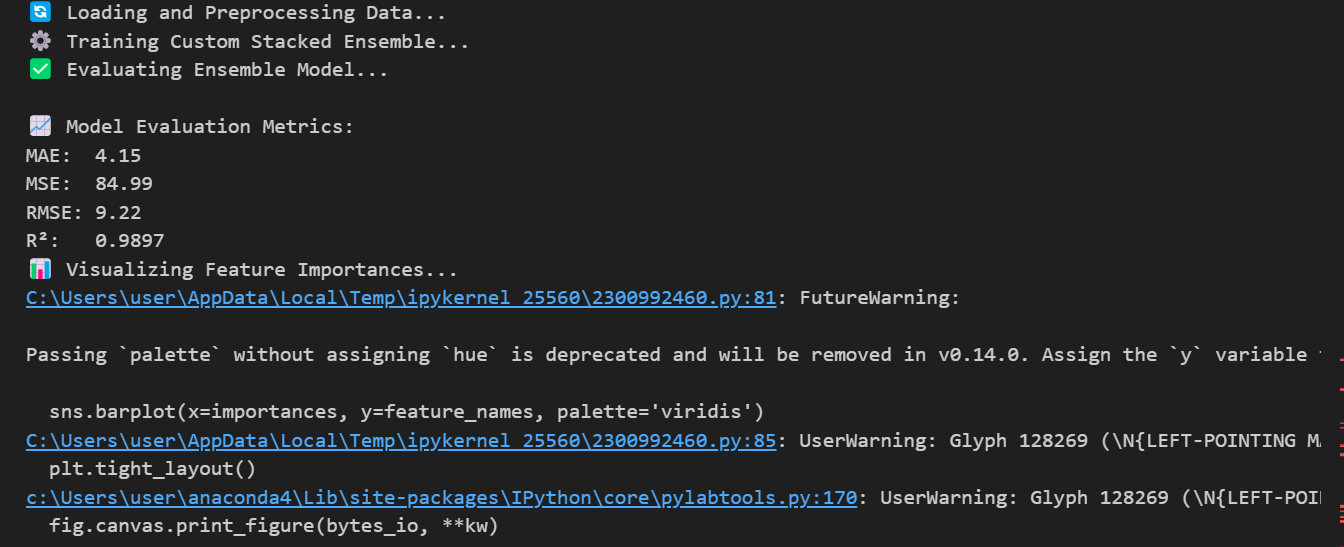 🔄 Loading and Preprocessing Data...
⚙️ Training Custom Stacked Ensemble...
✅ Evaluating Ensemble Model...
📈 Model Evaluation Metrics:
MAE:  4.15
MSE:  84.99
RMSE: 9.22
R²:   0.9897
📊 Visualizing Feature Importances...
C:\Users\user\AppData\Local\Temp\ipykernel_25560\2300992460.py:81: FutureWarning:
Passing `palette` without assigning `hue` is deprecated and will be removed in v0.14.0. Assign the `y` variable
  sns.barplot(x=importances, y=feature_names, palette='viridis')
C:\Users\user\AppData\Local\Temp\ipykernel_25560\2300992460.py:85: UserWarning: Glyph 128269 (\N{LEFT-POINTING
  plt.tight_layout()
c:\Users\user\anaconda4\Lib\site-packages\IPython\core\pylabtools.py:170: UserWarning: Glyph 128269
  fig.canvas.print_figure(bytes_io, **kw)